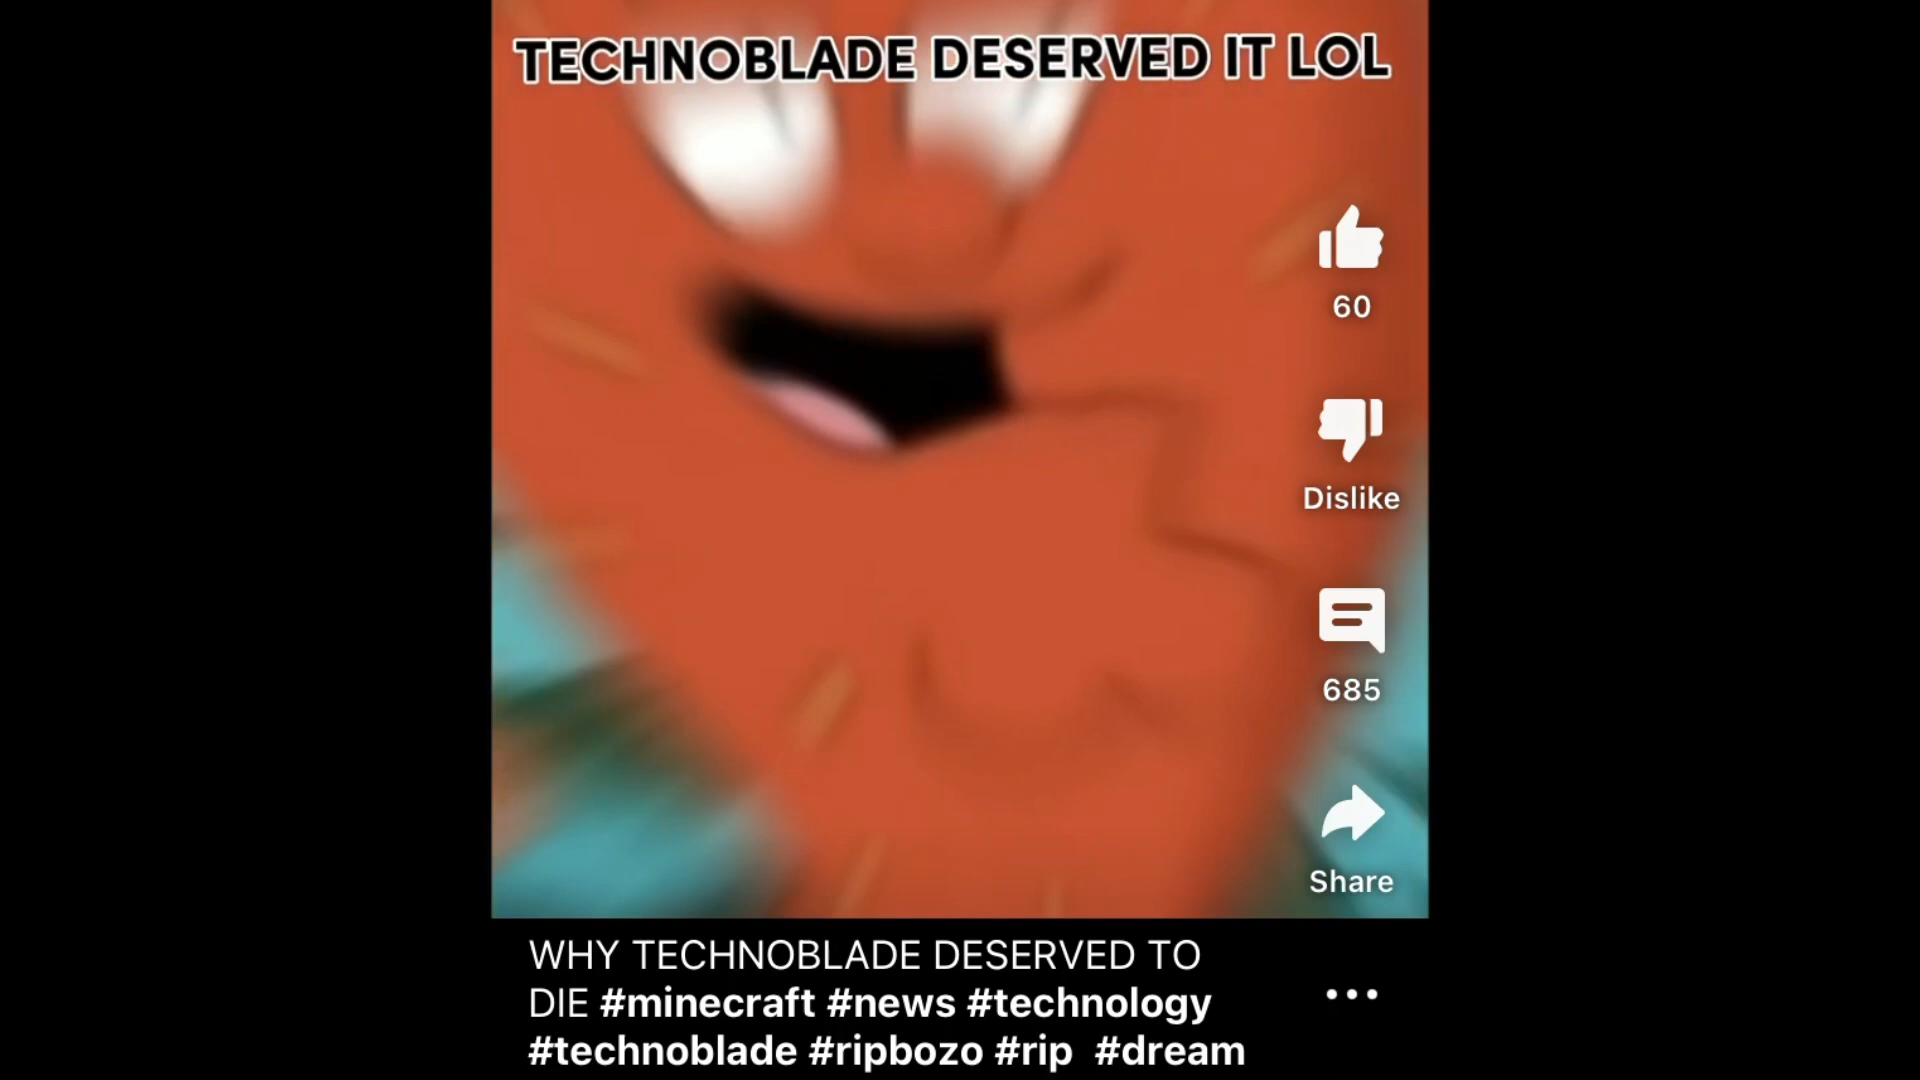 TECHNOBLADE DESERVED IT LOL
60
Dislike
685
Share
WHY TECHNOBLADE DESERVED TO
DIE #minecraft #news #technology
#technoblade #ripbozo #rip #dream